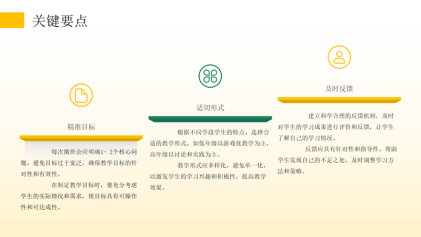 关键要点
精准目标
每次微班会应明确1- 2个核心问
题，避免目标过于宽泛，确保教学目标的针
对性和有效性。
在制定教学目标时，要充分考虑
学生的实际情况和需求，使目标具有可操作
性和可达成性。
适切形式
根据不同学段学生的特点，选择合
适的教学形式，如低年级以游戏化教学为主，
高年级以讨论和实践为主。
教学形式应多样化，避免单一化，
以激发学生的学习兴趣和积极性，提高教学
效果。
及时反馈
建立科学合理的反馈机制，及时
对学生的学习成果进行评价和反馈，让学生
了解自己的学习情况。
反馈应具有针对性和指导性，帮助
学生发现自己的不足之处，及时调整学习方
法和策略。